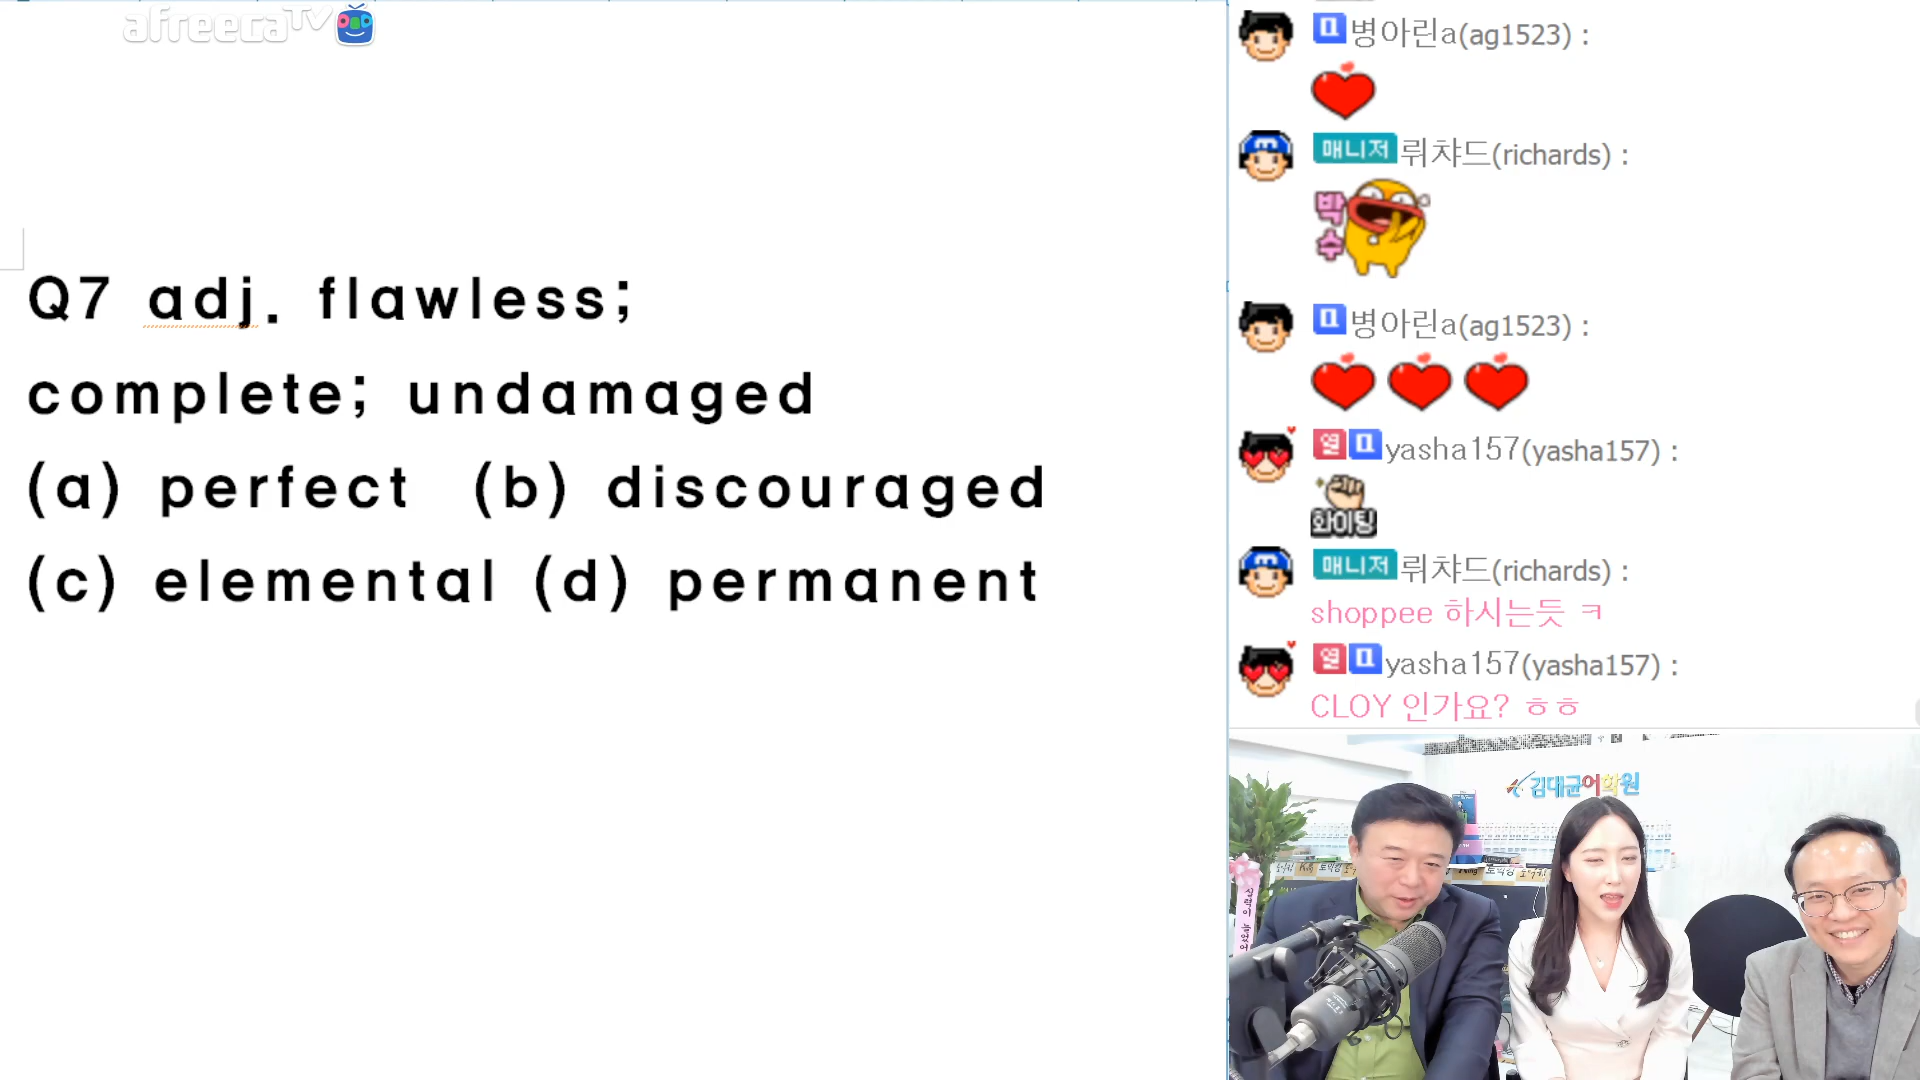 afreecaTV
Q7 adj. flawless;
complete; undamaged
(a) perfect (b) discouraged
(c) elemental (d) permanent
병아린a(ag1523) :
매니저 뤼챠드(richards) :
박수
병아린a(ag1523) :
열 yasha157(yasha157) :
화이팅
매니저 뤼챠드(richards) :
shoppee 하시는듯 ㅋ
열 yasha157(yasha157) :
CLOY 인가요? ㅎㅎ
김대균어학원